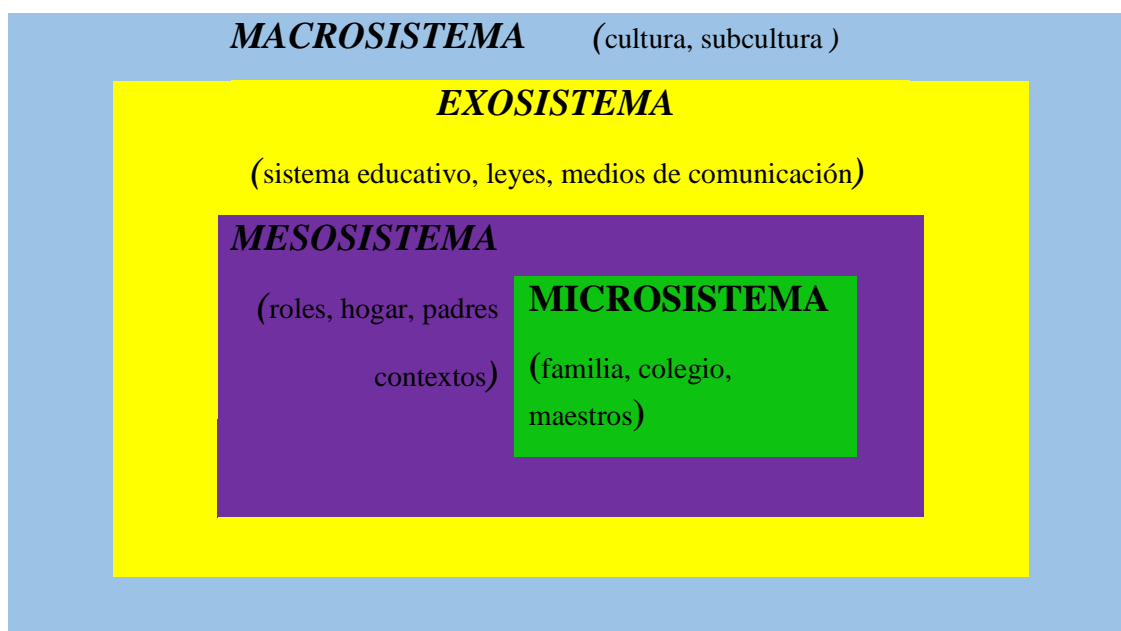 MACROSISTEMA (cultura, subcultura )
EXOSISTEMA
(sistema educativo, leyes, medios de comunicación)
MESOSISTEMA
(roles, hogar, padres
contextos)
MICROSISTEMA
(familia, colegio,
maestros)